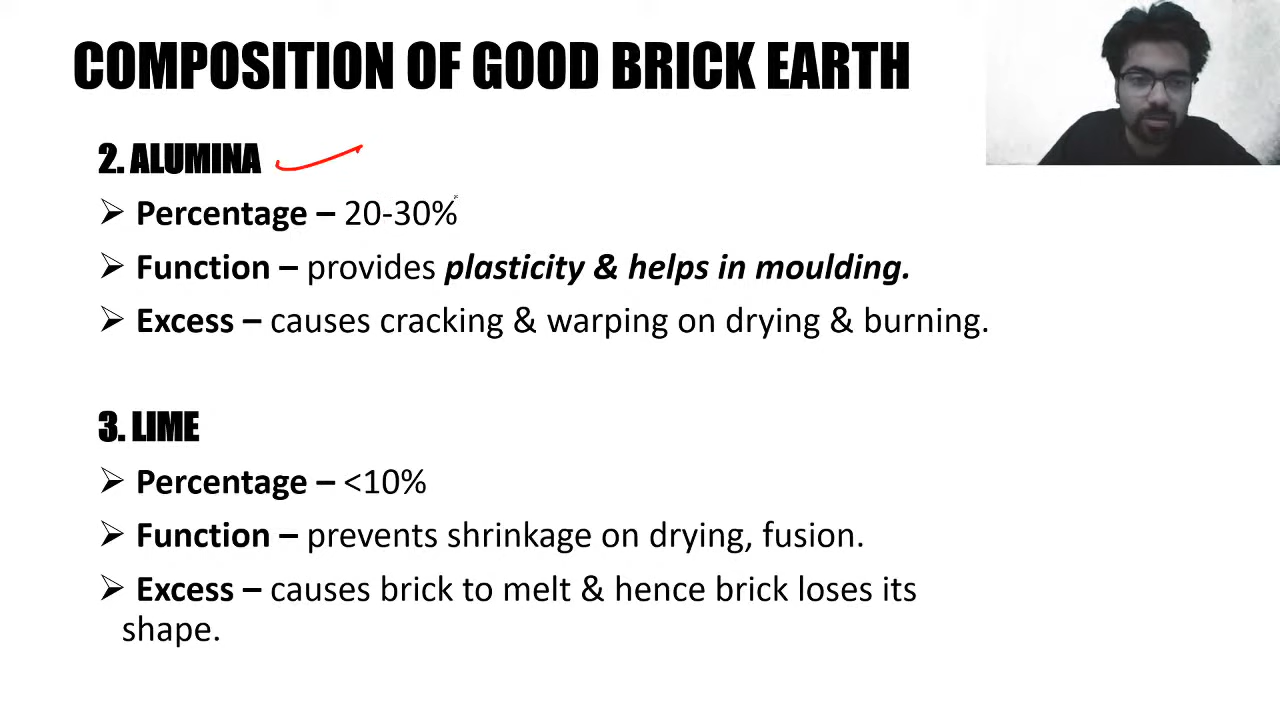 COMPOSITION OF GOOD BRICK EARTH
2. ALUMINA
➢ Percentage – 20-30%
➢ Function – provides plasticity & helps in moulding.
➢ Excess – causes cracking & warping on drying & burning.
3. LIME
➢ Percentage – <10%
➢ Function – prevents shrinkage on drying, fusion.
➢ Excess – causes brick to melt & hence brick loses its
shape.